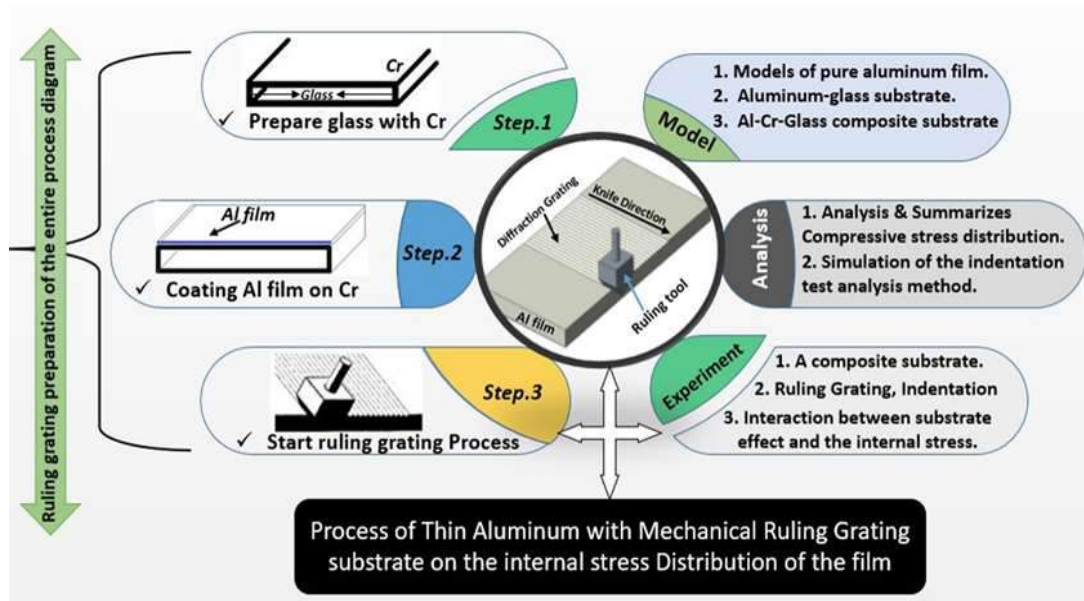 Ruling grating preparation of the entire process diagram
Cr
Glass
✓ Prepare glass with Cr
Step.1
Al film
✓ Coating Al film on Cr
Step.2
✓ Start ruling grating Process
Step.3
Diffraction Grating
Knife Direction
Ruling tool
Al film
Model
1. Models of pure aluminum film.
2. Aluminum-glass substrate.
3. Al-Cr-Glass composite substrate
Analysis
1. Analysis & Summarizes
Compressive stress distribution.
2. Simulation of the indentation
test analysis method.
Experiment
1. A composite substrate.
2. Ruling Grating, Indentation
3. Interaction between substrate
effect and the internal stress.
Process of Thin Aluminum with Mechanical Ruling Grating
substrate on the internal stress Distribution of the film